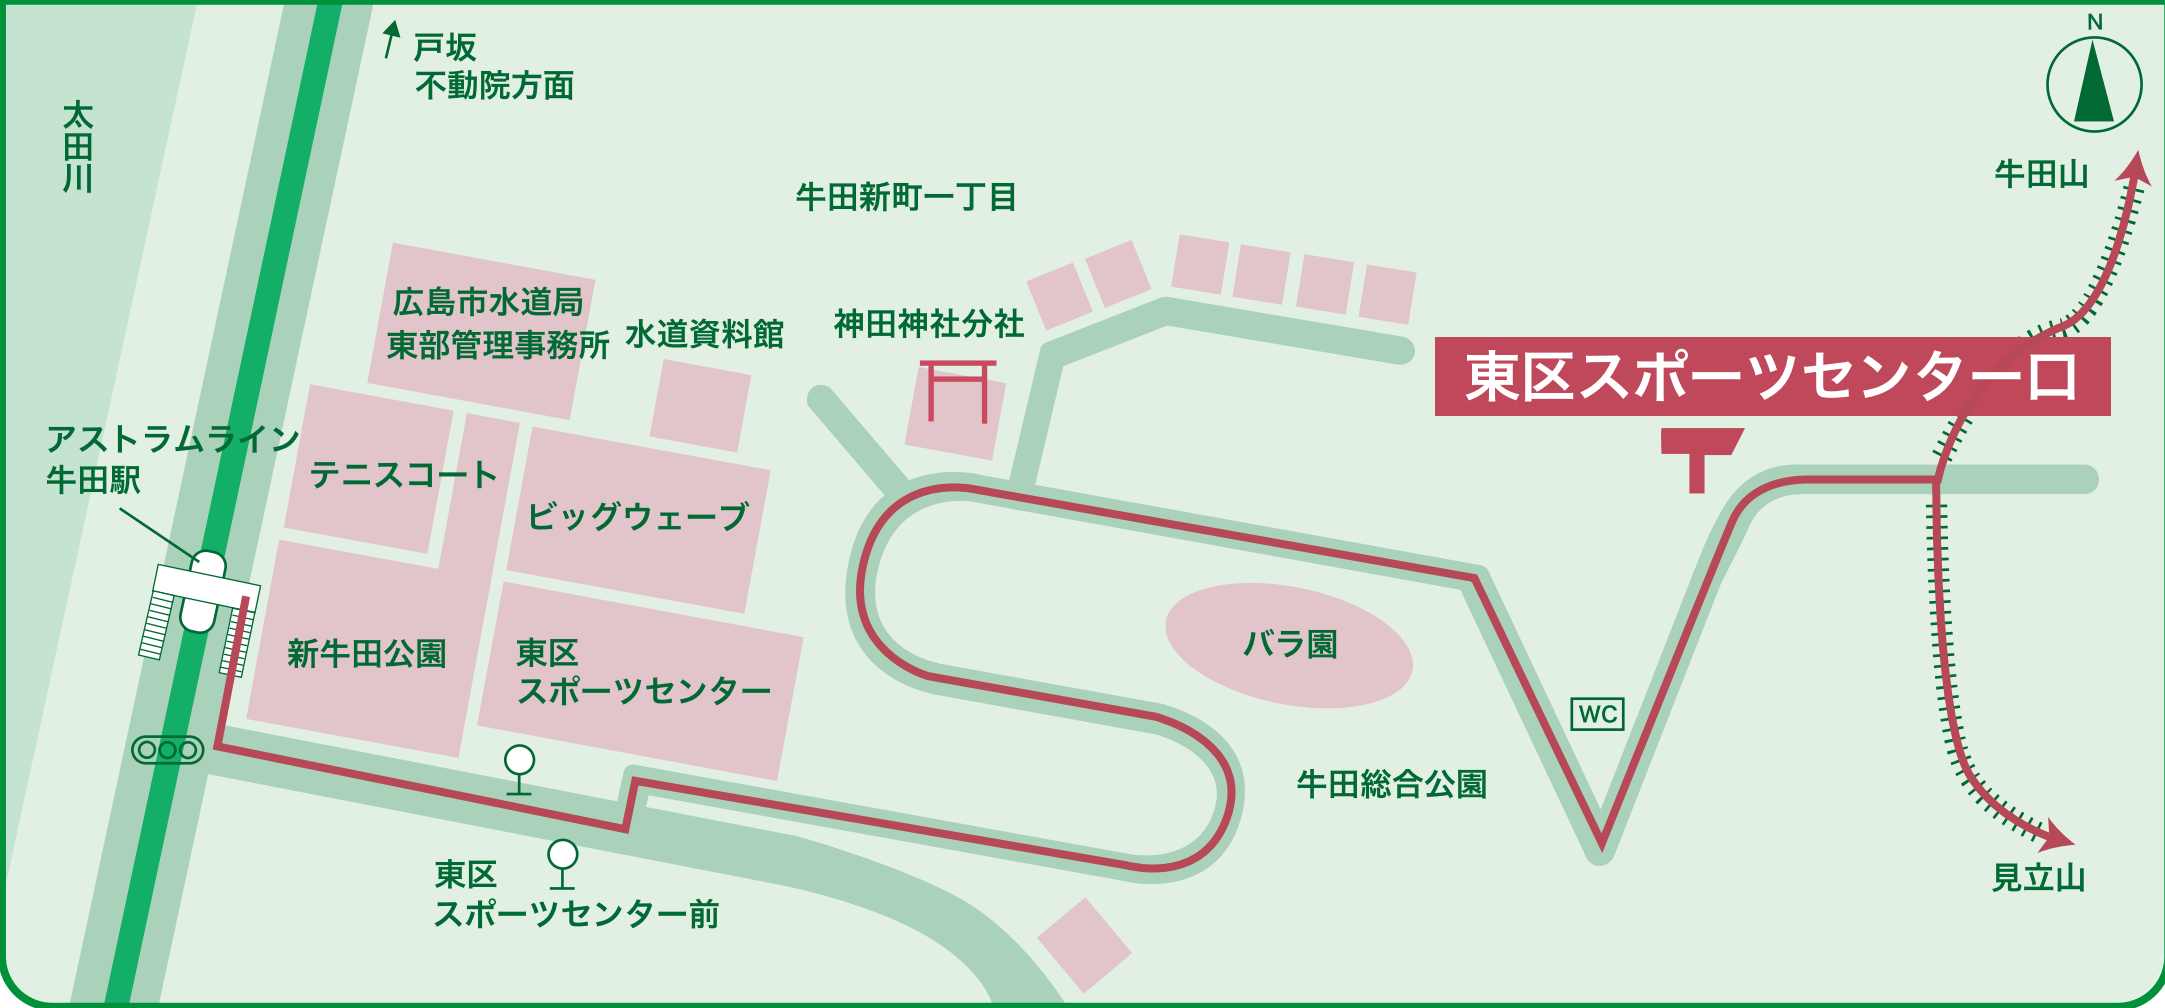 戸坂
不動院方面
N
太田川
牛田山
牛田新町一丁目
広島市水道局
東部管理事務所
水道資料館
神田神社分社
東区スポーツセンター口
アストラムライン
牛田駅
テニスコート
ビッグウェーブ
新牛田公園
東区
スポーツセンター
バラ園
WC
牛田総合公園
東区
スポーツセンター前
見立山